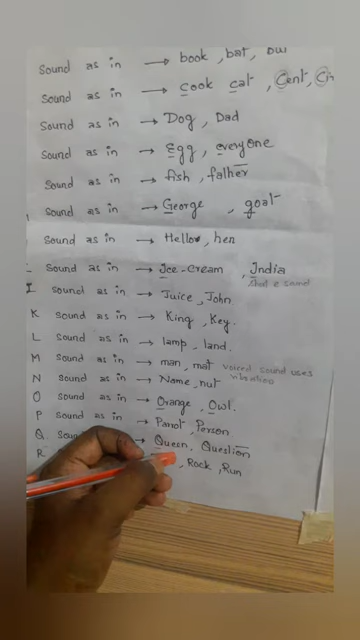 Sound as in → book, bat,
Sound as in → cook cat, Cent,
Sound as in → Dog, Dad
Sound as in → Egg, everyone
Sound as in → fish, father
Sound as in → George, goat
Sound as in → Hello, hen
Sound as in → Ice-cream, India
Short e sound
I sound as in → Juice, John.
K Sound as in → King, Key.
L Sound as in → lamp, land.
M Sound as in → man, mat voiced sound uses vibration
N Sound as in → Name, nut
O Sound as in → Orange, Owl.
P Sound as in → Parrot, Person
Q Sound → Queen, Question
R , Rock, Run